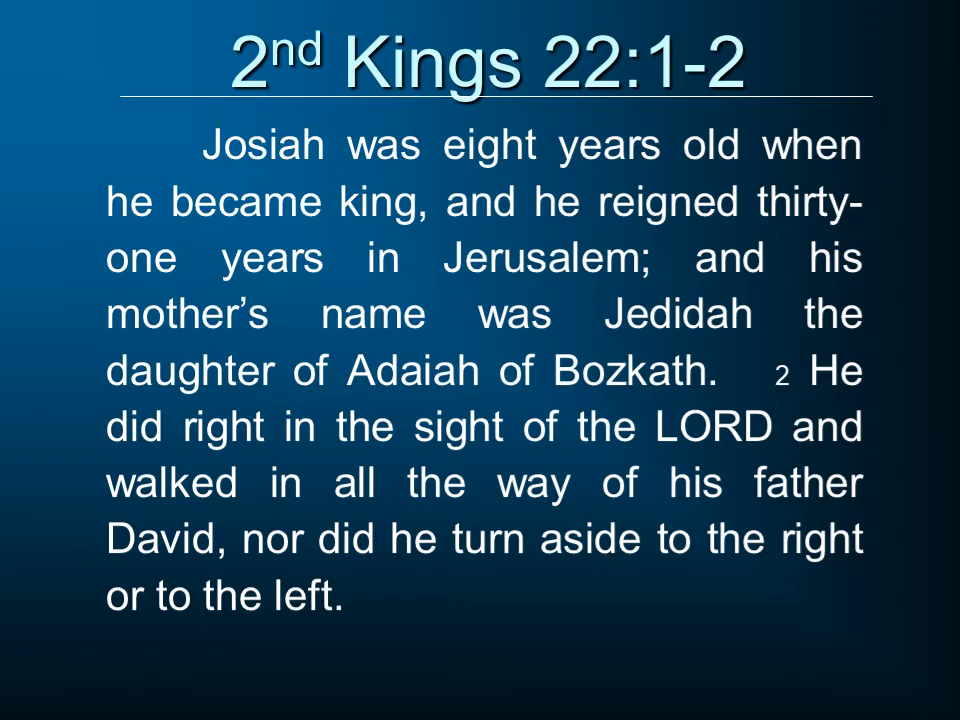 2nd Kings 22:1-2
Josiah was eight years old when
he became king, and he reigned thirty-
one years in Jerusalem; and his
mother’s name was Jedidah the
daughter of Adaiah of Bozkath. 2 He
did right in the sight of the LORD and
walked in all the way of his father
David, nor did he turn aside to the right
or to the left.